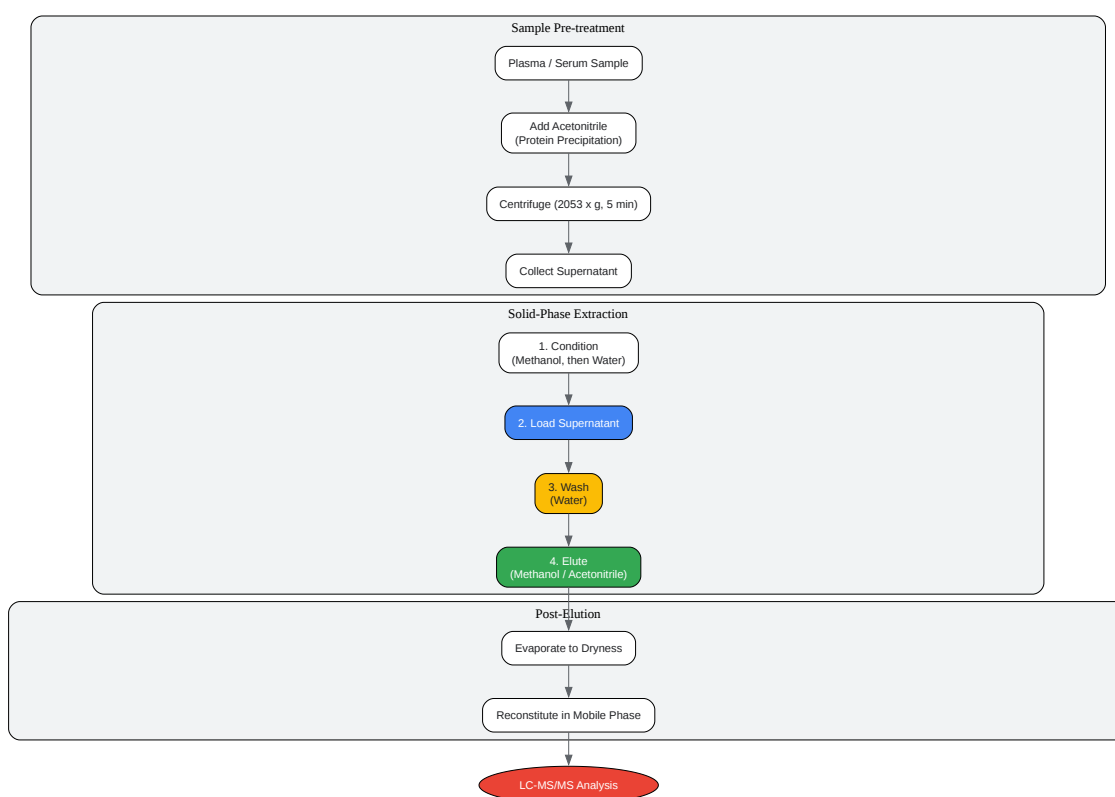 Sample Pre-treatment
Plasma / Serum Sample
Add Acetonitrile
(Protein Precipitation)
Centrifuge (2053 x g, 5 min)
Collect Supernatant
Solid-Phase Extraction
1. Condition
(Methanol, then Water)
2. Load Supernatant
3. Wash
(Water)
4. Elute
(Methanol / Acetonitrile)
Post-Elution
Evaporate to Dryness
Reconstitute in Mobile Phase
LC-MS/MS Analysis